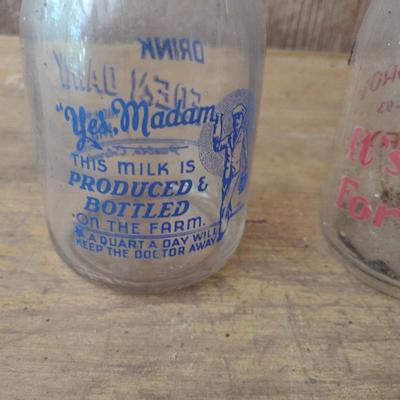 "Yes, Madam
THIS MILK IS
PRODUCED &
BOTTLED
ON THE FARM.
A QUART A DAY WILL
KEEP THE DOCTOR AWAY
DRINK
It's
For